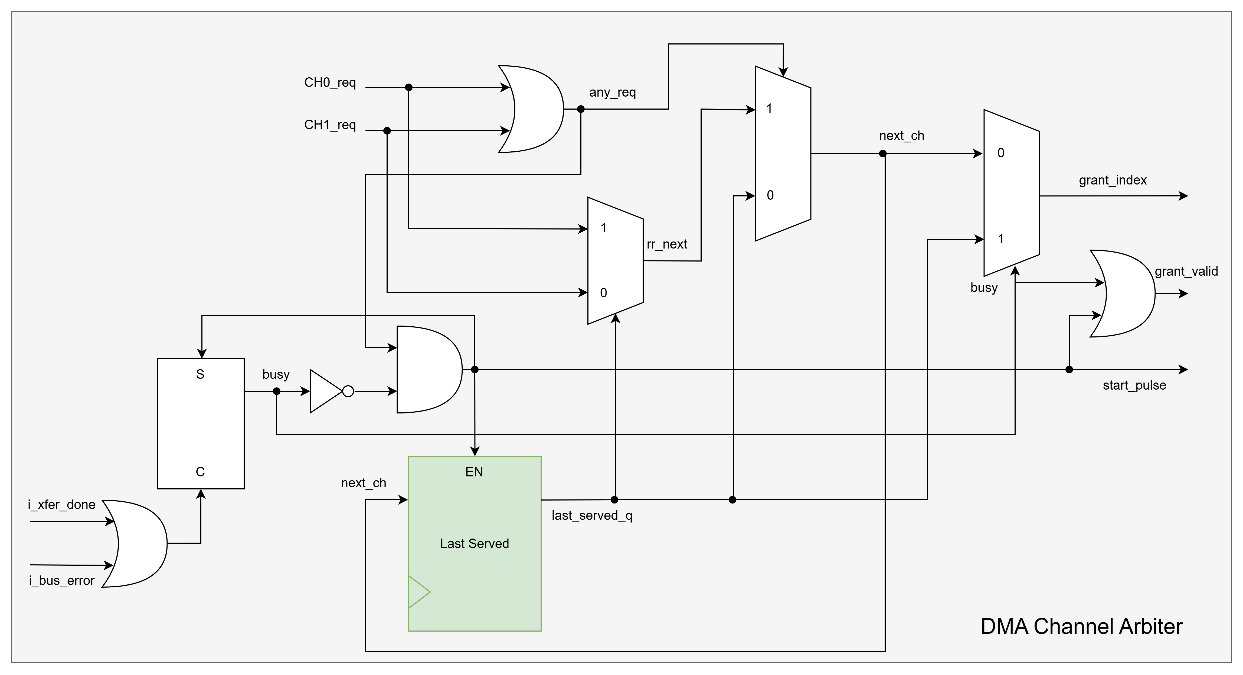 CH0_req
any_req
CH1_req
1
next_ch
0
grant_index
0
1
rr_next
1
0
grant_valid
busy
S
busy
start_pulse
C
EN
next_ch
i_xfer_done
last_served_q
Last Served
i_bus_error
DMA Channel Arbiter